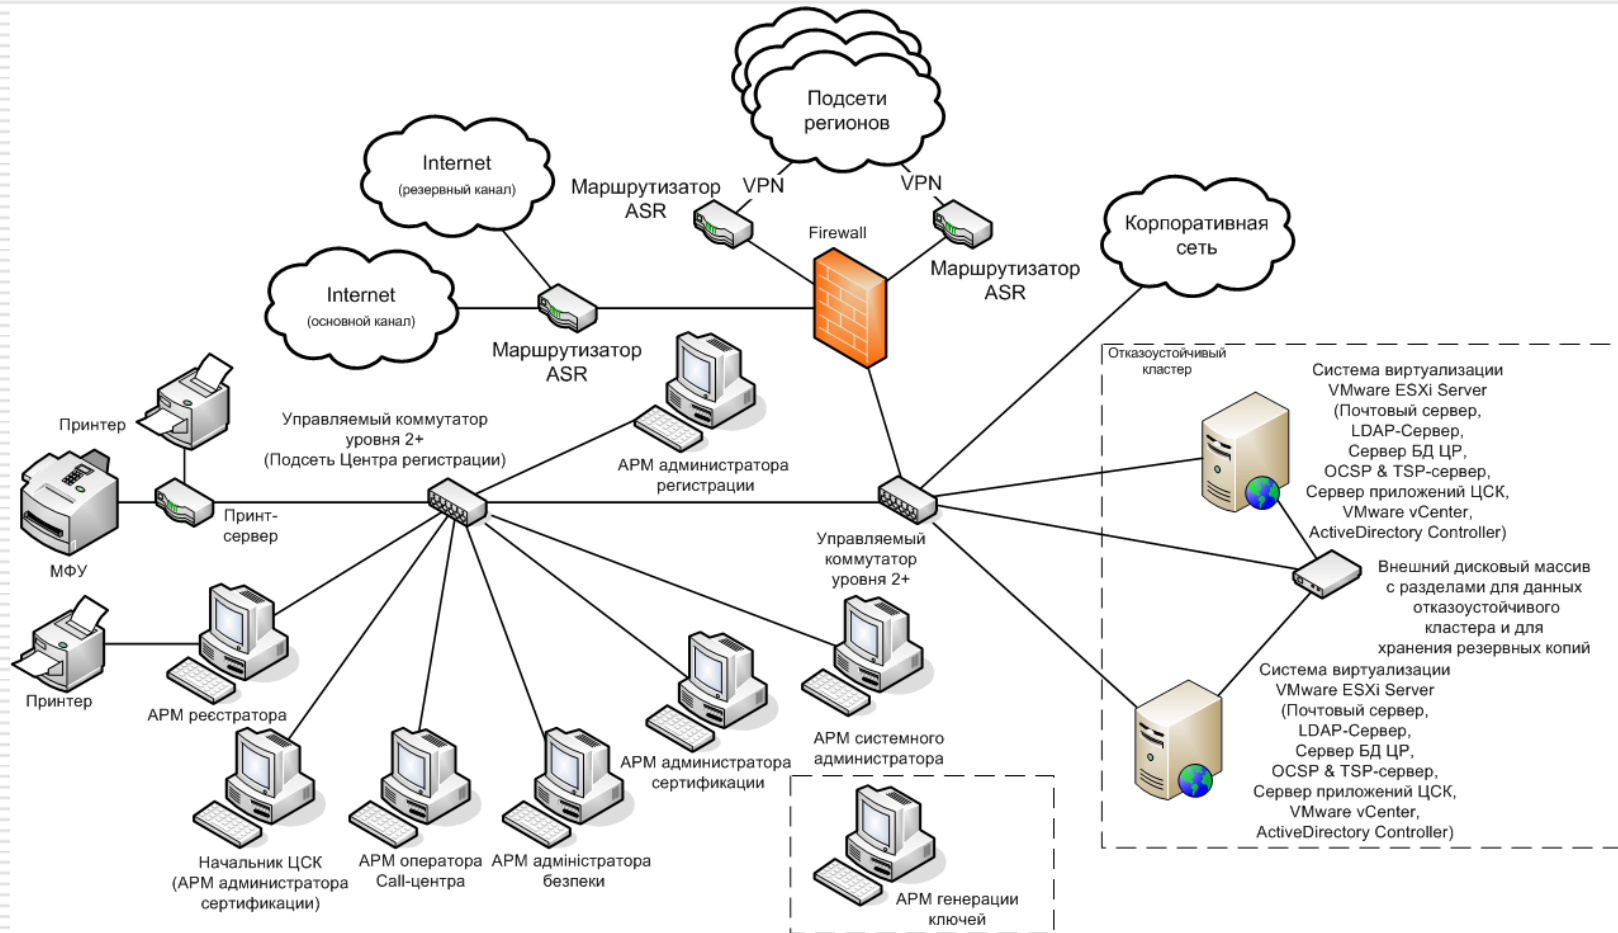 Подсети
регионов
Internet
(резервный канал)
Маршрутизатор
ASR
VPN
VPN
Маршрутизатор
ASR
Firewall
Корпоративная
сеть
Internet
(основной канал)
Маршрутизатор
ASR
Отказоустойчивый
кластер
Система виртуализации
VMware ESXi Server
(Почтовый сервер,
LDAP-Сервер,
Сервер БД ЦР,
OCSP & TSP-сервер,
Сервер приложений ЦСК,
VMware vCenter,
ActiveDirectory Controller)
Принтер
Управляемый коммутатор
уровня 2+
(Подсеть Центра регистрации)
АРМ администратора
регистрации
МФУ
Принт-
сервер
Управляемый
коммутатор
уровня 2+
Внешний дисковый массив
с разделами для данных
отказоустойчивого
кластера и для
хранения резервных копий
Принтер
АРМ реєстратора
Система виртуализации
VMware ESXi Server
(Почтовый сервер,
LDAP-Сервер,
Сервер БД ЦР,
OCSP & TSP-сервер,
Сервер приложений ЦСК,
VMware vCenter,
ActiveDirectory Controller)
АРМ администратора
сертификации
АРМ системного
администратора
Начальник ЦСК
(АРМ администратора
сертификации)
АРМ оператора
Call-центра
АРМ адміністратора
безпеки
АРМ генерации
ключей